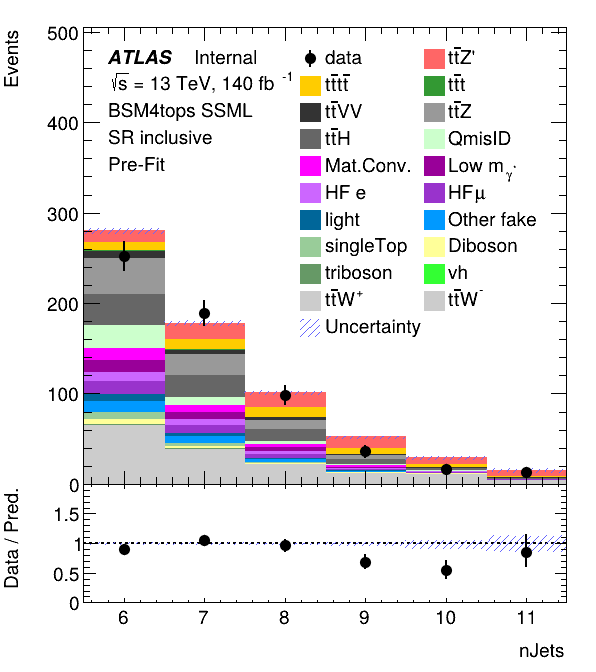 Events
500
400
300
200
100
0
ATLAS Internal
√s = 13 TeV, 140 fb⁻¹
BSM4tops SSML
SR inclusive
Pre-Fit
data
tt̄Z'
tt̄tt̄
tt̄t
tt̄VV
tt̄Z
tt̄H
QmisID
Mat.Conv.
Low m_γ*
HF e
HFμ
light
Other fake
singleTop
Diboson
triboson
vh
tt̄W⁺
tt̄W⁻
Uncertainty
Data / Pred.
1.5
1
0.5
0
6 7 8 9 10 11
nJets